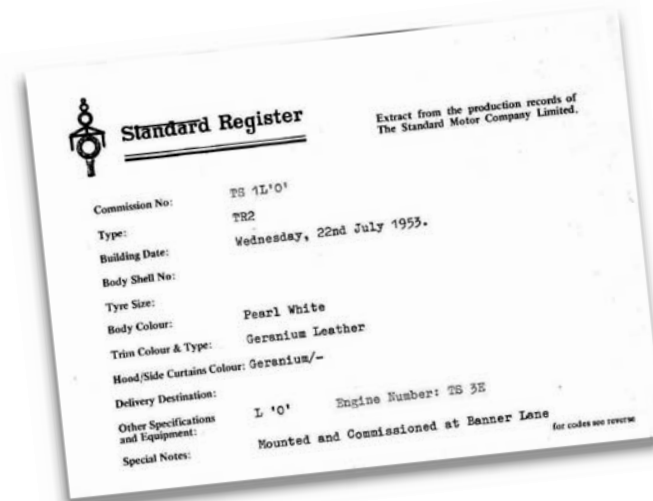 Standard Register
Extract from the production records of
The Standard Motor Company Limited.
Commission No: TS 1L'O'
Type: TR2
Building Date: Wednesday, 22nd July 1953.
Body Shell No:
Tyre Size:
Body Colour: Pearl White
Trim Colour & Type: Geranium Leather
Hood/Side Curtains Colour: Geranium/-
Delivery Destination:
Other Specifications
and Equipment: L 'O' Engine Number: TS 3E
Special Notes: Mounted and Commissioned at Banner Lane
for codes see reverse